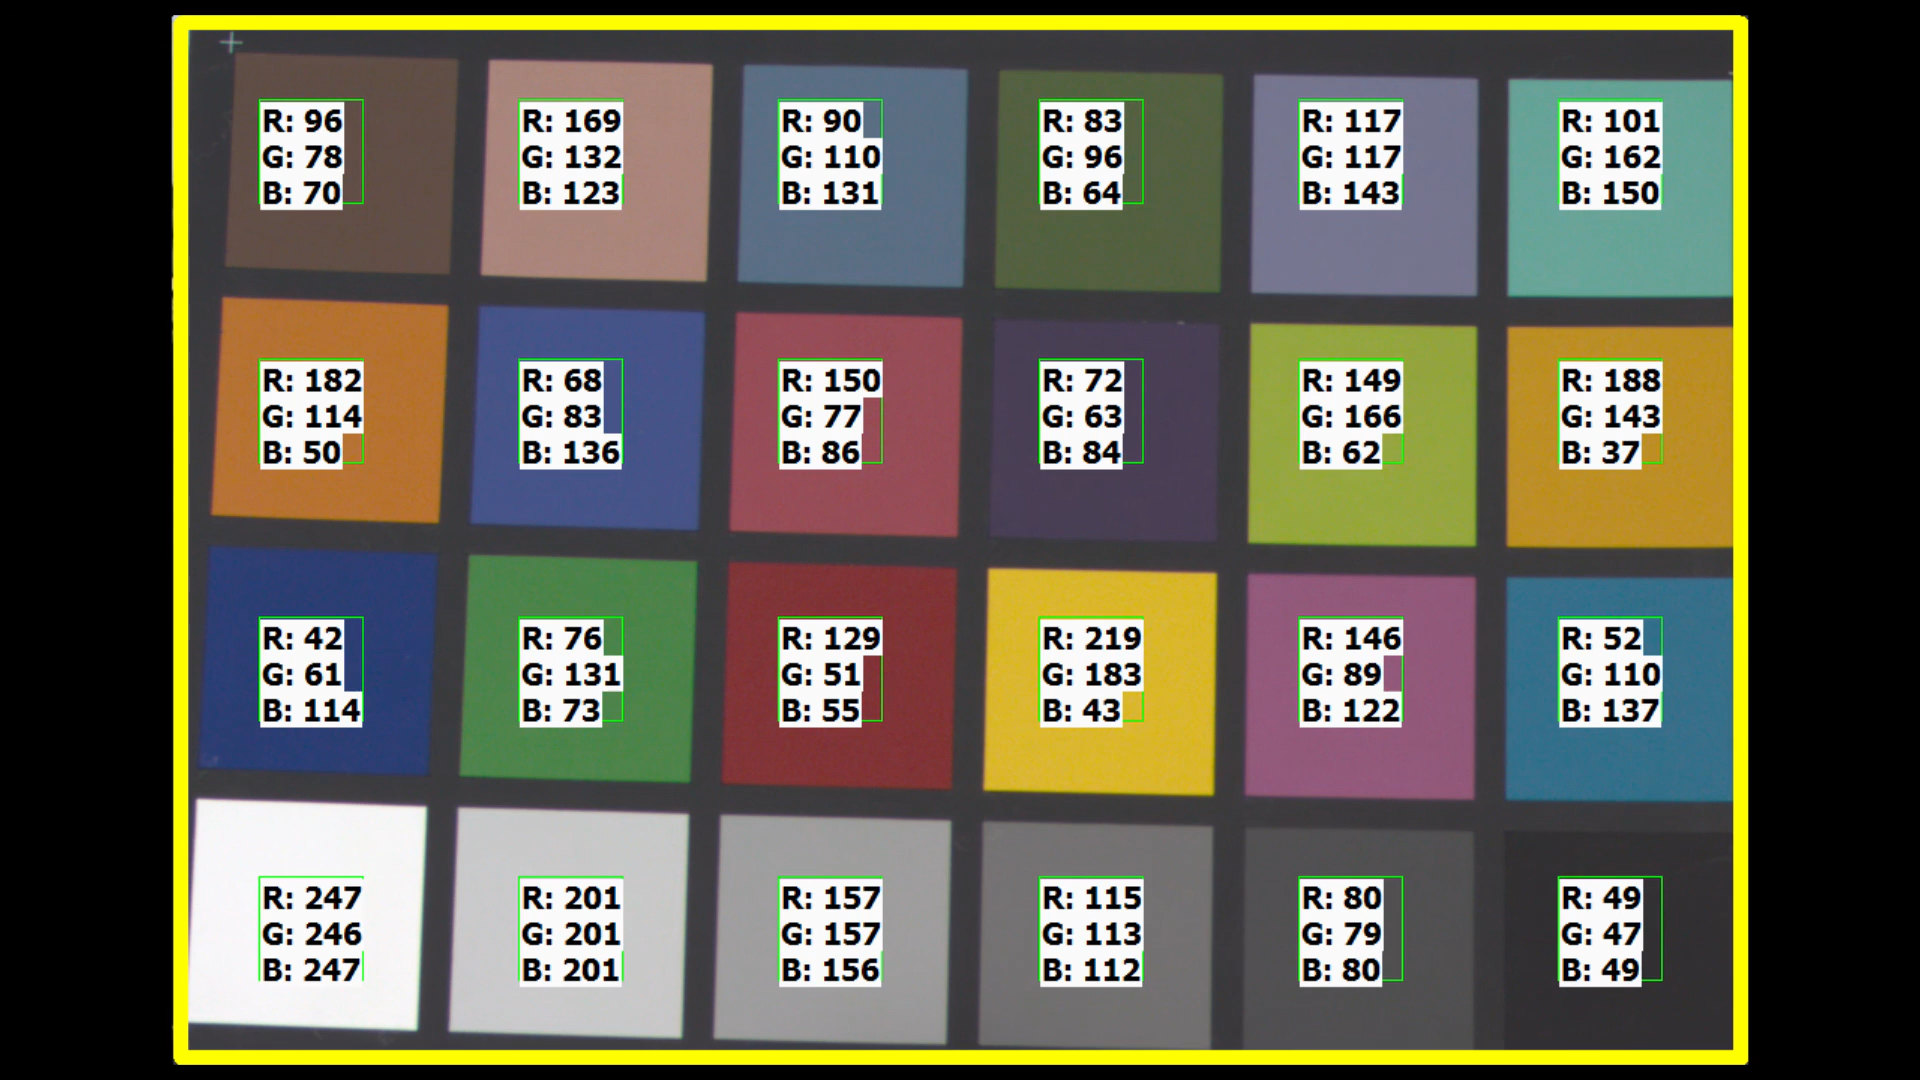 R: 96
G: 78
B: 70
R: 169
G: 132
B: 123
R: 90
G: 110
B: 131
R: 83
G: 96
B: 64
R: 117
G: 117
B: 143
R: 101
G: 162
B: 150
R: 182
G: 114
B: 50
R: 68
G: 83
B: 136
R: 150
G: 77
B: 86
R: 72
G: 63
B: 84
R: 149
G: 166
B: 62
R: 188
G: 143
B: 37
R: 42
G: 61
B: 114
R: 76
G: 131
B: 73
R: 129
G: 51
B: 55
R: 219
G: 183
B: 43
R: 146
G: 89
B: 122
R: 52
G: 110
B: 137
R: 247
G: 246
B: 247
R: 201
G: 201
B: 201
R: 157
G: 157
B: 156
R: 115
G: 113
B: 112
R: 80
G: 79
B: 80
R: 49
G: 47
B: 49